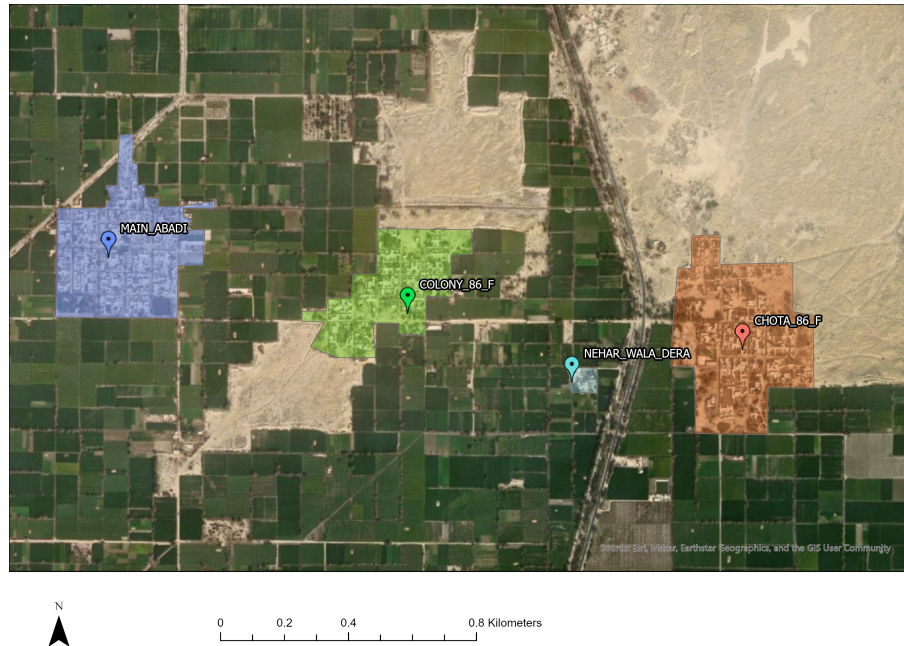 MAIN_ABADI
COLONY_86_F
CHOTA_86_F
NEHAR_WALA_DERA
Source: Esri, Maxar, Earthstar Geographics, and the GIS User Community
N
0 0.2 0.4 0.8 Kilometers